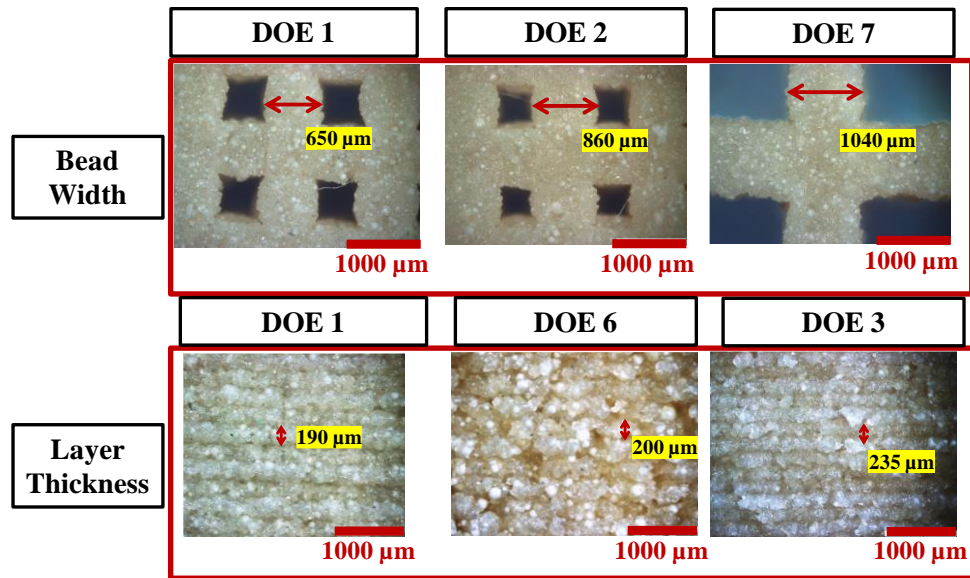 DOE 1
DOE 2
DOE 7
Bead
Width
650 µm
860 µm
1040 µm
1000 µm
1000 µm
1000 µm
DOE 1
DOE 6
DOE 3
Layer
Thickness
190 µm
200 µm
235 µm
1000 µm
1000 µm
1000 µm